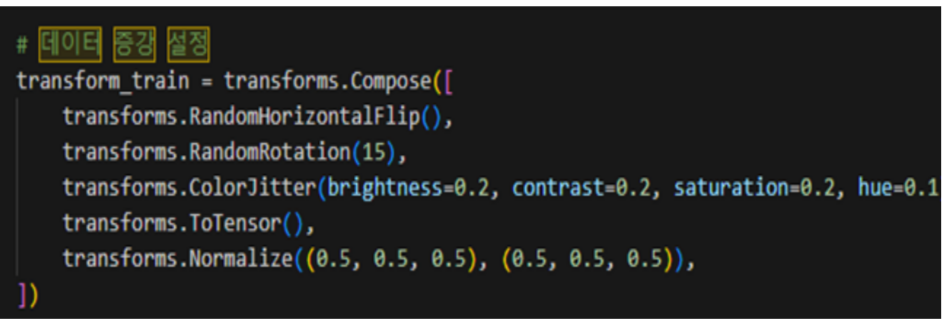 # 데이터 증강 설정
transform_train = transforms.Compose([
transforms.RandomHorizontalFlip(),
transforms.RandomRotation(15),
transforms.ColorJitter(brightness=0.2, contrast=0.2, saturation=0.2, hue=0.1
transforms.ToTensor(),
transforms.Normalize((0.5, 0.5, 0.5), (0.5, 0.5, 0.5)),
])